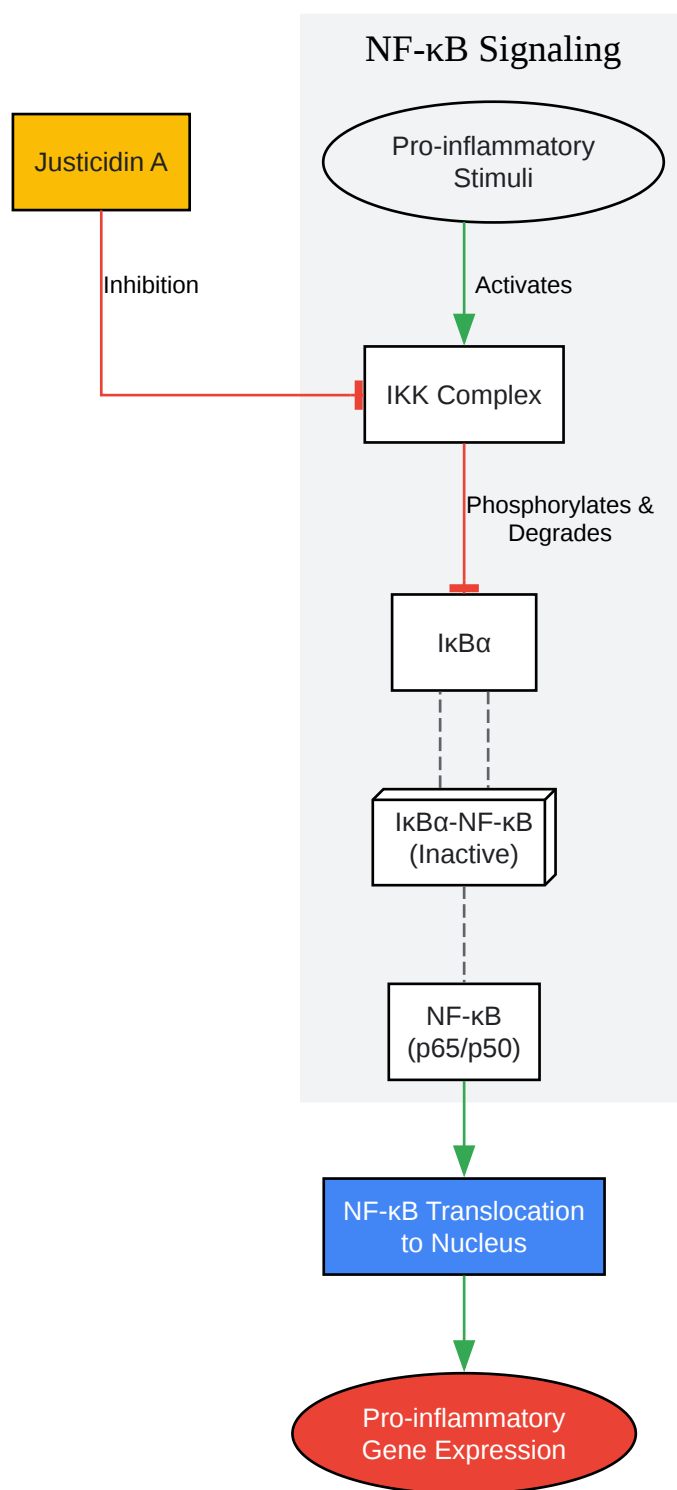 NF-κB Signaling
Justicidin A
Pro-inflammatory
Stimuli
Inhibition
Activates
IKK Complex
Phosphorylates &
Degrades
IκBα
IκBα-NF-κB
(Inactive)
NF-κB
(p65/p50)
NF-κB Translocation
to Nucleus
Pro-inflammatory
Gene Expression